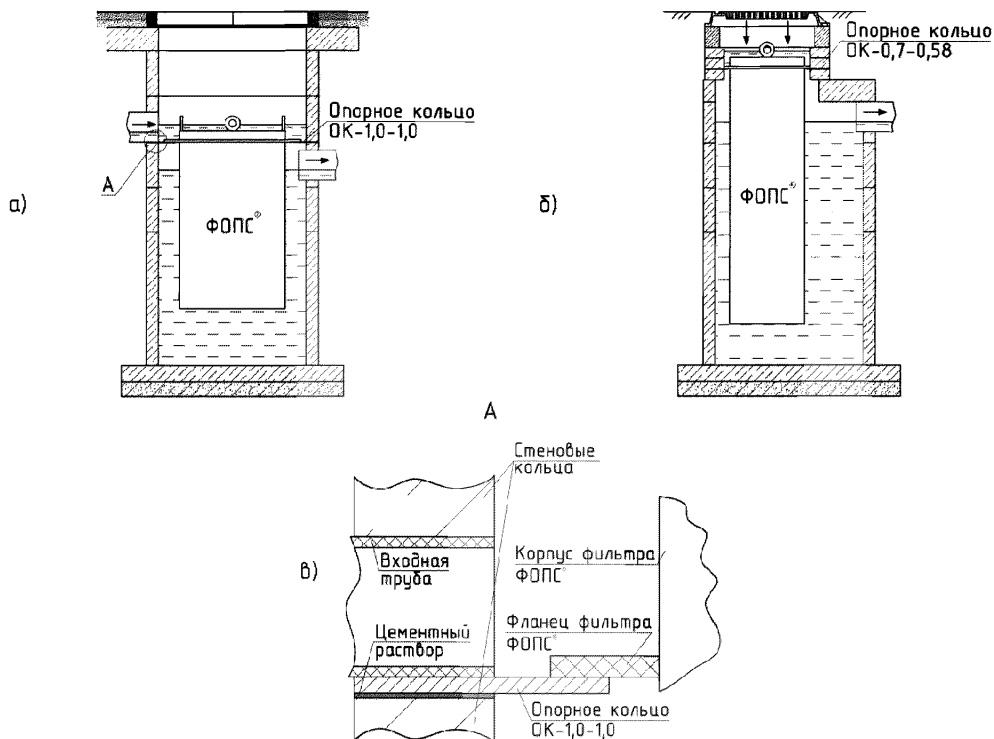 Опорное кольцо
ОК-1,0-1,0
А
а)
ФОПС®
Опорное кольцо
ОК-0,7-0,58
б)
ФОПС®
А
Стеновые
кольца
в)
Входная
труба
Корпус фильтра
ФОПС®
Цементный
раствор
Фланец фильтра
ФОПС®
Опорное кольцо
ОК-1,0-1,0